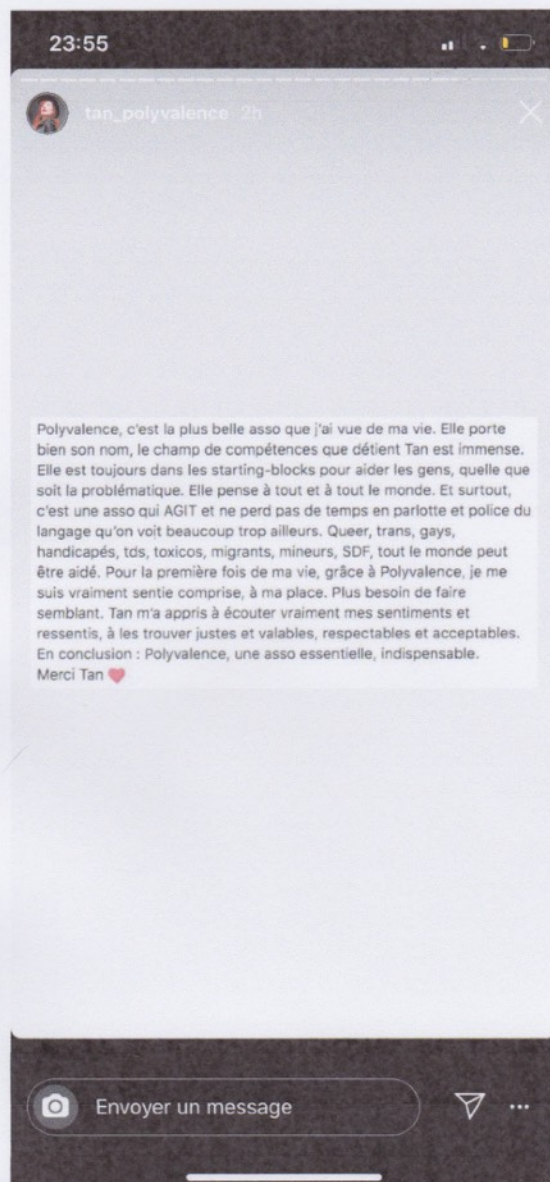 23:55
tan_polyvalence 2h
Polyvalence, c'est la plus belle asso que j'ai vue de ma vie. Elle porte
bien son nom, le champ de compétences que détient Tan est immense.
Elle est toujours dans les starting-blocks pour aider les gens, quelle que
soit la problématique. Elle pense à tout et à tout le monde. Et surtout,
c'est une asso qui AGIT et ne perd pas de temps en parlotte et police du
langage qu'on voit beaucoup trop ailleurs. Queer, trans, gays,
handicapés, tds, toxicos, migrants, mineurs, SDF, tout le monde peut
être aidé. Pour la première fois de ma vie, grâce à Polyvalence, je me
suis vraiment sentie comprise, à ma place. Plus besoin de faire
semblant. Tan m'a appris à écouter vraiment mes sentiments et
ressentis, à les trouver justes et valables, respectables et acceptables.
En conclusion : Polyvalence, une asso essentielle, indispensable.
Merci Tan ❤️
Envoyer un message